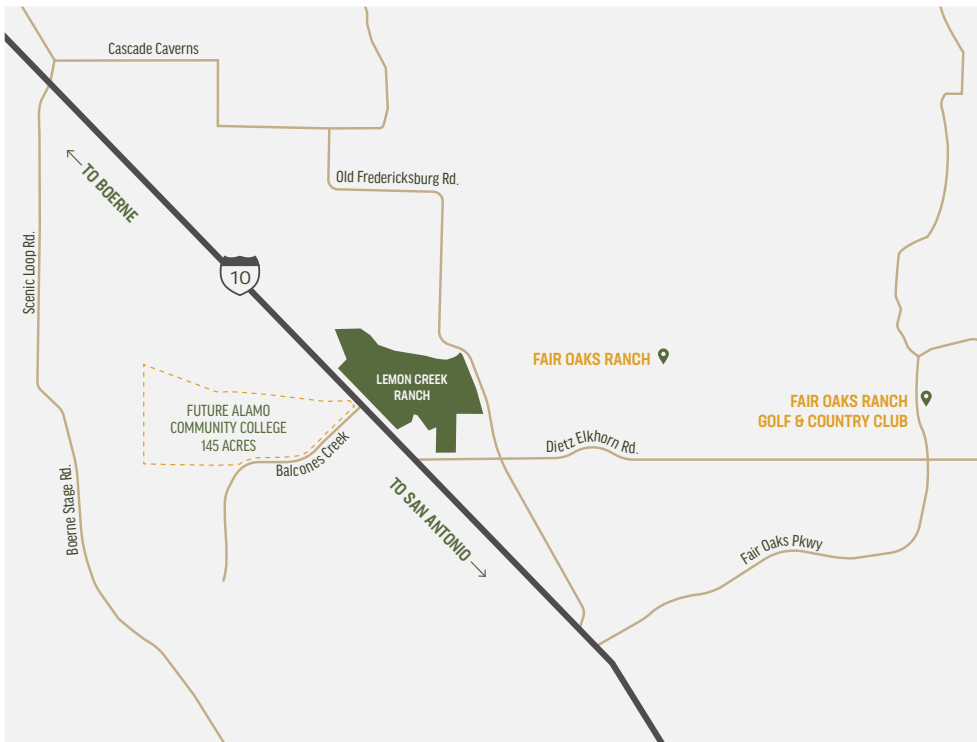 Cascade Caverns
Old Fredericksburg Rd.
← TO BOERNE
Scenic Loop Rd.
10
LEMON CREEK
RANCH
FAIR OAKS RANCH
FAIR OAKS RANCH
GOLF & COUNTRY CLUB
FUTURE ALAMO
COMMUNITY COLLEGE
145 ACRES
Balcones Creek
Dietz Elkhorn Rd.
Boerne Stage Rd.
TO SAN ANTONIO →
Fair Oaks Pkwy